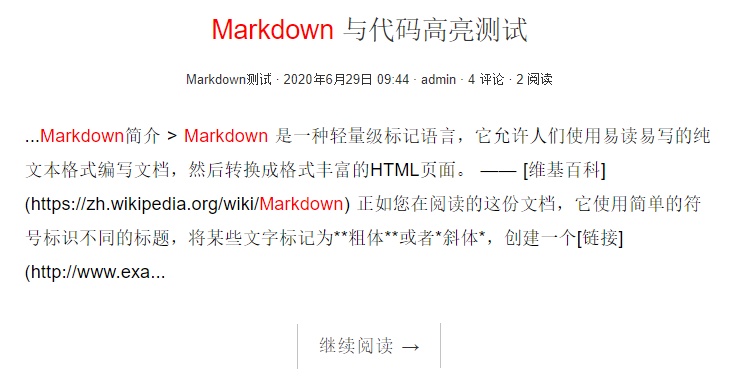 Markdown 与代码高亮测试
Markdown测试 · 2020年6月29日 09:44 · admin · 4 评论 · 2 阅读
...Markdown简介 > Markdown 是一种轻量级标记语言，它允许人们使用易读易写的纯
文本格式编写文档，然后转换成格式丰富的HTML页面。 —— [维基百科]
(https://zh.wikipedia.org/wiki/Markdown) 正如您在阅读的这份文档，它使用简单的符
号标识不同的标题，将某些文字标记为**粗体**或者*斜体*，创建一个[链接]
(http://www.exa...
继续阅读 →